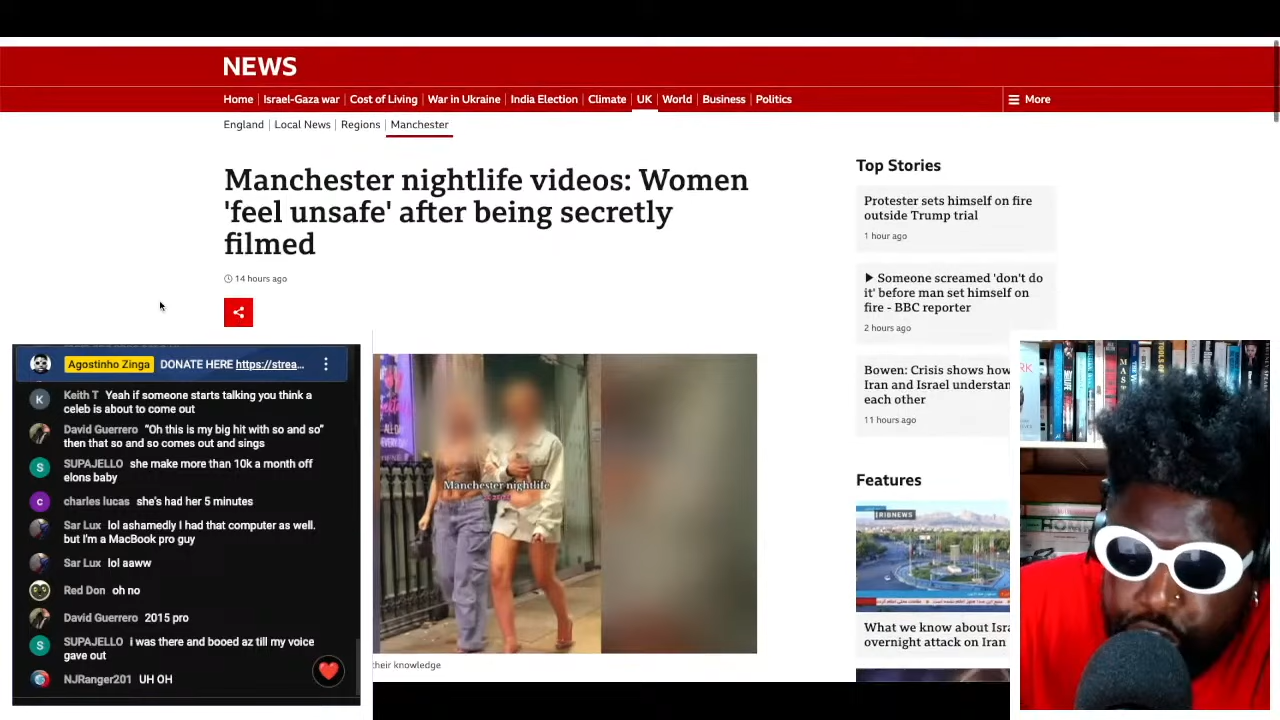 NEWS
Home Israel-Gaza war Cost of Living War in Ukraine India Election Climate UK World Business Politics More
England Local News Regions Manchester
Manchester nightlife videos: Women
'feel unsafe' after being secretly
filmed
14 hours ago
Manchester nightlife
their knowledge
Top Stories
Protester sets himself on fire
outside Trump trial
1 hour ago
Someone screamed 'don't do
it' before man set himself on
fire - BBC reporter
2 hours ago
Bowen: Crisis shows how
Iran and Israel understan
each other
11 hours ago
Features
IRIBNEWS
What we know about Isra
overnight attack on Iran
Agostinho Zinga DONATE HERE https://strea...
K Keith T Yeah if someone starts talking you think a
celeb is about to come out
David Guerrero “Oh this is my big hit with so and so”
then that so and so comes out and sings
S SUPAJELLO she make more than 10k a month off
elons baby
c charles lucas she's had her 5 minutes
Sar Lux lol ashamedly I had that computer as well.
but I'm a MacBook pro guy
Sar Lux lol aaww
Red Don oh no
David Guerrero 2015 pro
S SUPAJELLO i was there and booed az till my voice
gave out
NJRanger201 UH OH